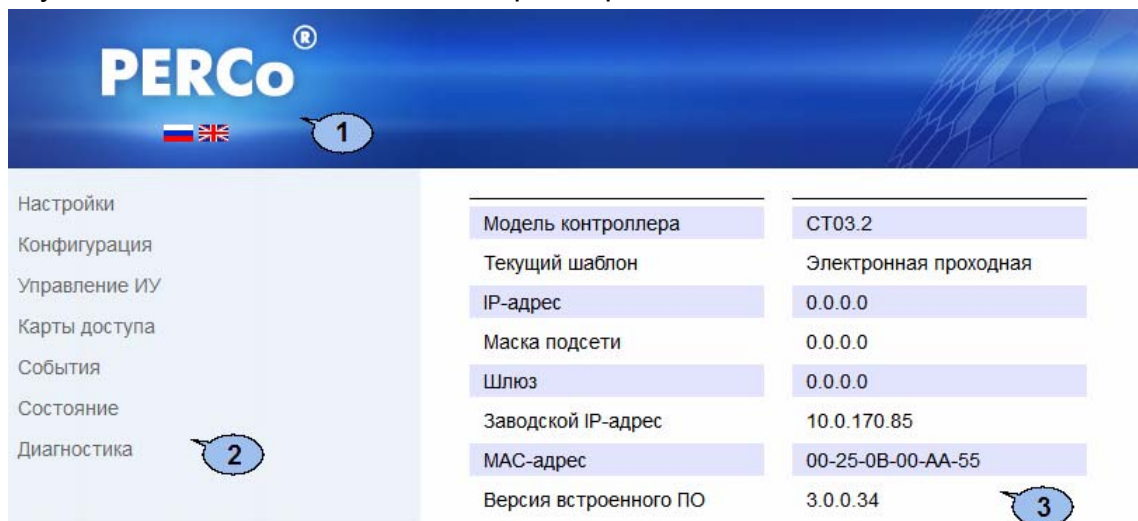 PERCo®
1
Настройки
Конфигурация
Управление ИУ
Карты доступа
События
Состояние
Диагностика
2
Модель контроллера CT03.2
Текущий шаблон Электронная проходная
IP-адрес 0.0.0.0
Маска подсети 0.0.0.0
Шлюз 0.0.0.0
Заводской IP-адрес 10.0.170.85
MAC-адрес 00-25-0B-00-AA-55
Версия встроенного ПО 3.0.0.34
3